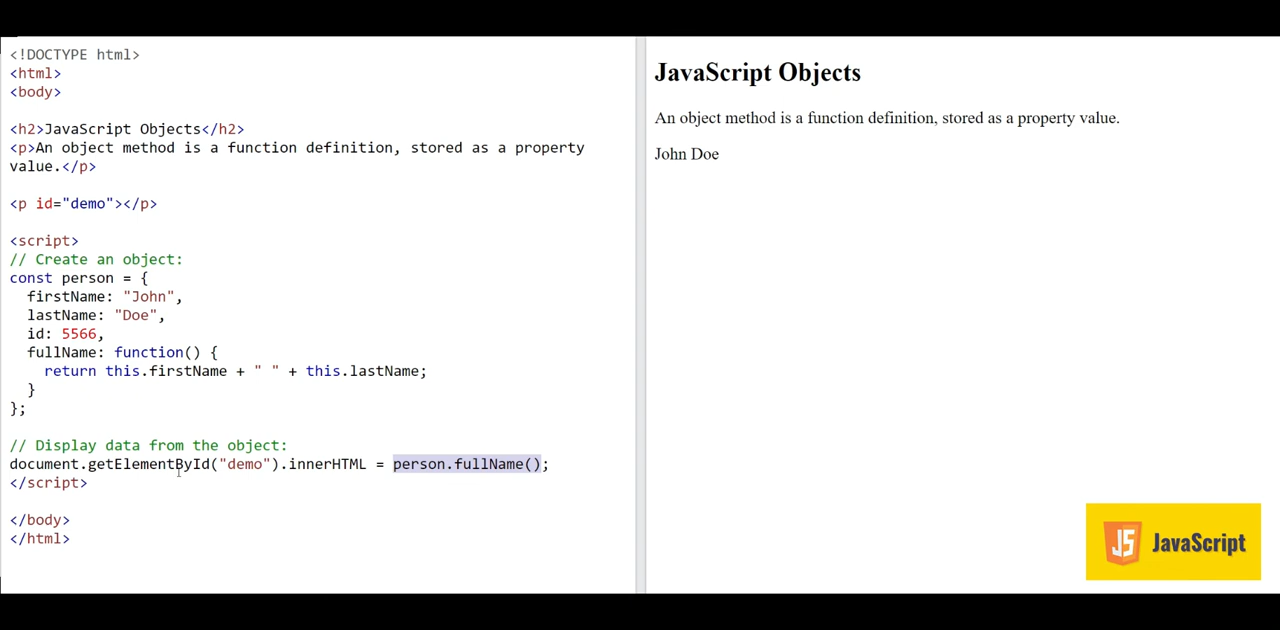 <!DOCTYPE html>
<html>
<body>
<h2>JavaScript Objects</h2>
<p>An object method is a function definition, stored as a property
value.</p>
<p id="demo"></p>
<script>
// Create an object:
const person = {
  firstName: "John",
  lastName: "Doe",
  id: 5566,
  fullName: function() {
    return this.firstName + " " + this.lastName;
  }
};
// Display data from the object:
document.getElementById("demo").innerHTML = person.fullName();
</script>
</body>
</html>
JavaScript Objects
An object method is a function definition, stored as a property value.
John Doe
JS JavaScript